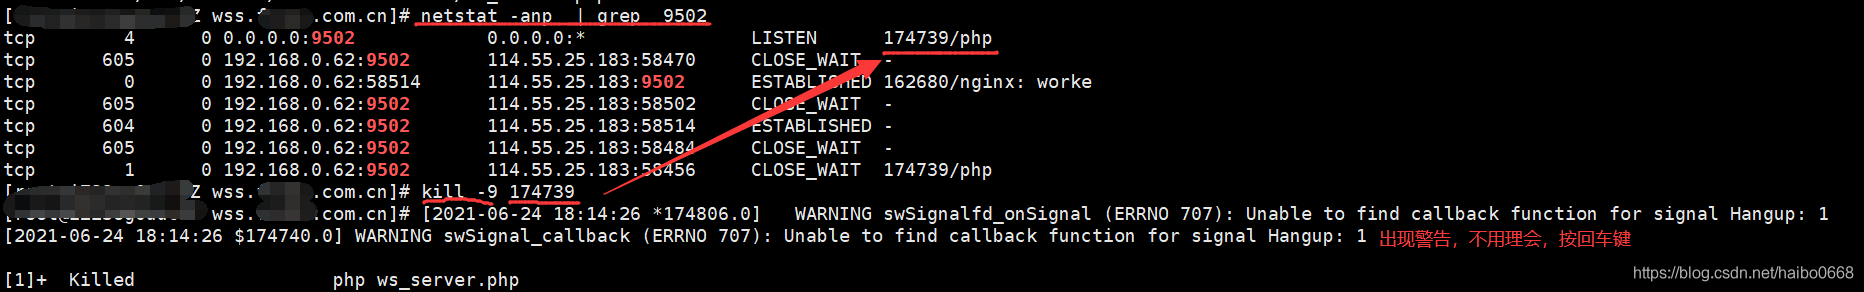 [ Z wss.f .com.cn]# netstat -anp | grep 9502
tcp 4 0 0.0.0.0:9502 0.0.0.0:* LISTEN 174739/php
tcp 605 0 192.168.0.62:9502 114.55.25.183:58470 CLOSE_WAIT -
tcp 0 0 192.168.0.62:58514 114.55.25.183:9502 ESTABLISHED 162680/nginx: worke
tcp 605 0 192.168.0.62:9502 114.55.25.183:58502 CLOSE_WAIT -
tcp 604 0 192.168.0.62:9502 114.55.25.183:58514 ESTABLISHED -
tcp 605 0 192.168.0.62:9502 114.55.25.183:58484 CLOSE_WAIT -
tcp 1 0 192.168.0.62:9502 114.55.25.183:58456 CLOSE_WAIT 174739/php
[ Z wss. .com.cn]# kill -9 174739
[ wss. .com.cn]# [2021-06-24 18:14:26 *174806.0] WARNING swSignalfd_onSignal (ERRNO 707): Unable to find callback function for signal Hangup: 1
[2021-06-24 18:14:26 $174740.0] WARNING swSignal_callback (ERRNO 707): Unable to find callback function for signal Hangup: 1 出现警告，不用理会，按回车键
[1]+ Killed php ws_server.php
https://blog.csdn.net/haibo0668